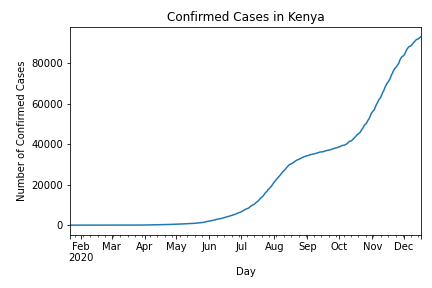 Confirmed Cases in Kenya
Number of Confirmed Cases
80000
60000
40000
20000
0
Feb Mar Apr May Jun Jul Aug Sep Oct Nov Dec
2020
Day